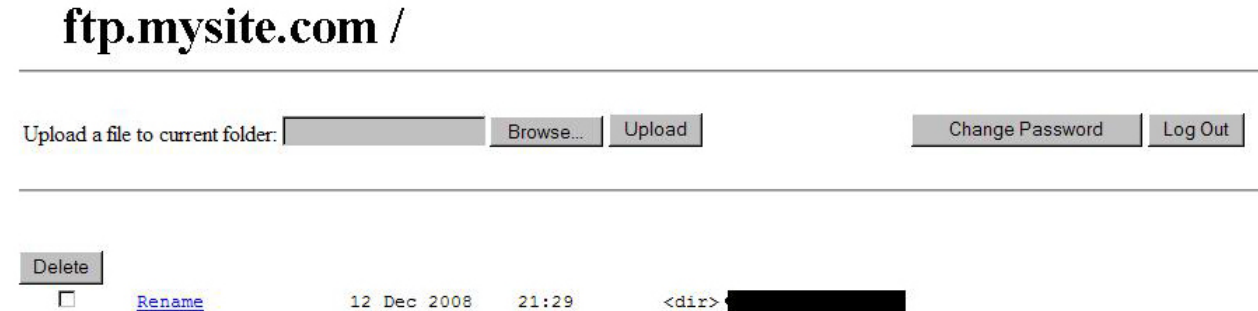 ftp.mysite.com /
Upload a file to current folder: Browse... Upload Change Password Log Out
Delete
Rename 12 Dec 2008 21:29 <dir>